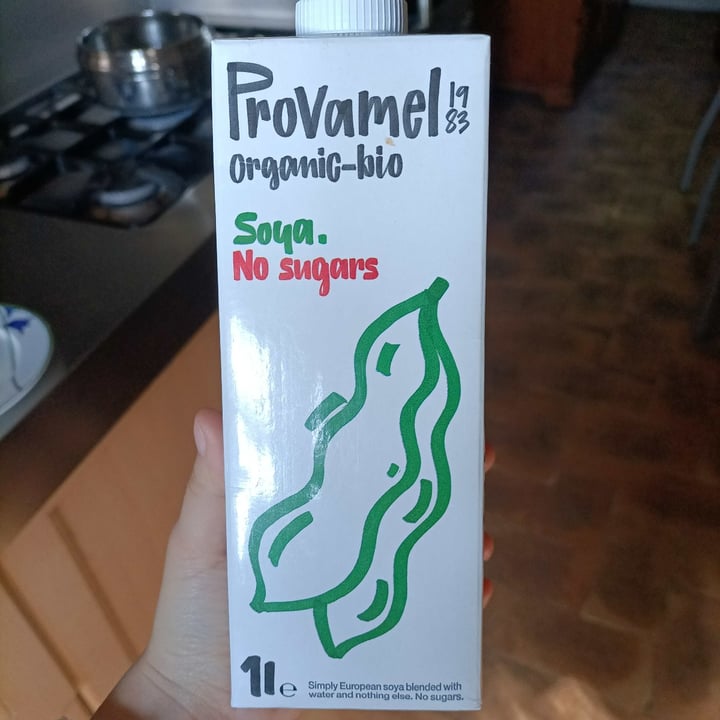 Provamel 19
83
organic-bio
Soya.
No sugars
1l e
Simply European soya blended with
water and nothing else. No sugars.